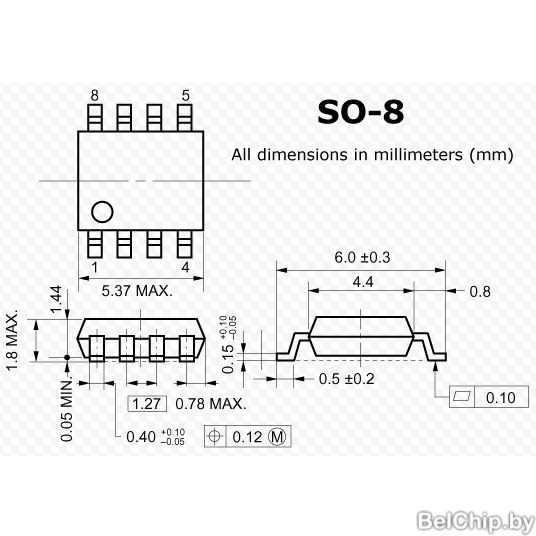 8 5
SO-8
All dimensions in millimeters (mm)
1 4
5.37 MAX.
6.0 ±0.3
4.4
0.8
1.44
1.8 MAX.
0.05 MIN.
0.15 +0.10 −0.05
0.5 ±0.2
1.27 0.78 MAX.
0.10
0.40 +0.10 −0.05
0.12 Ⓜ
BelChip.by